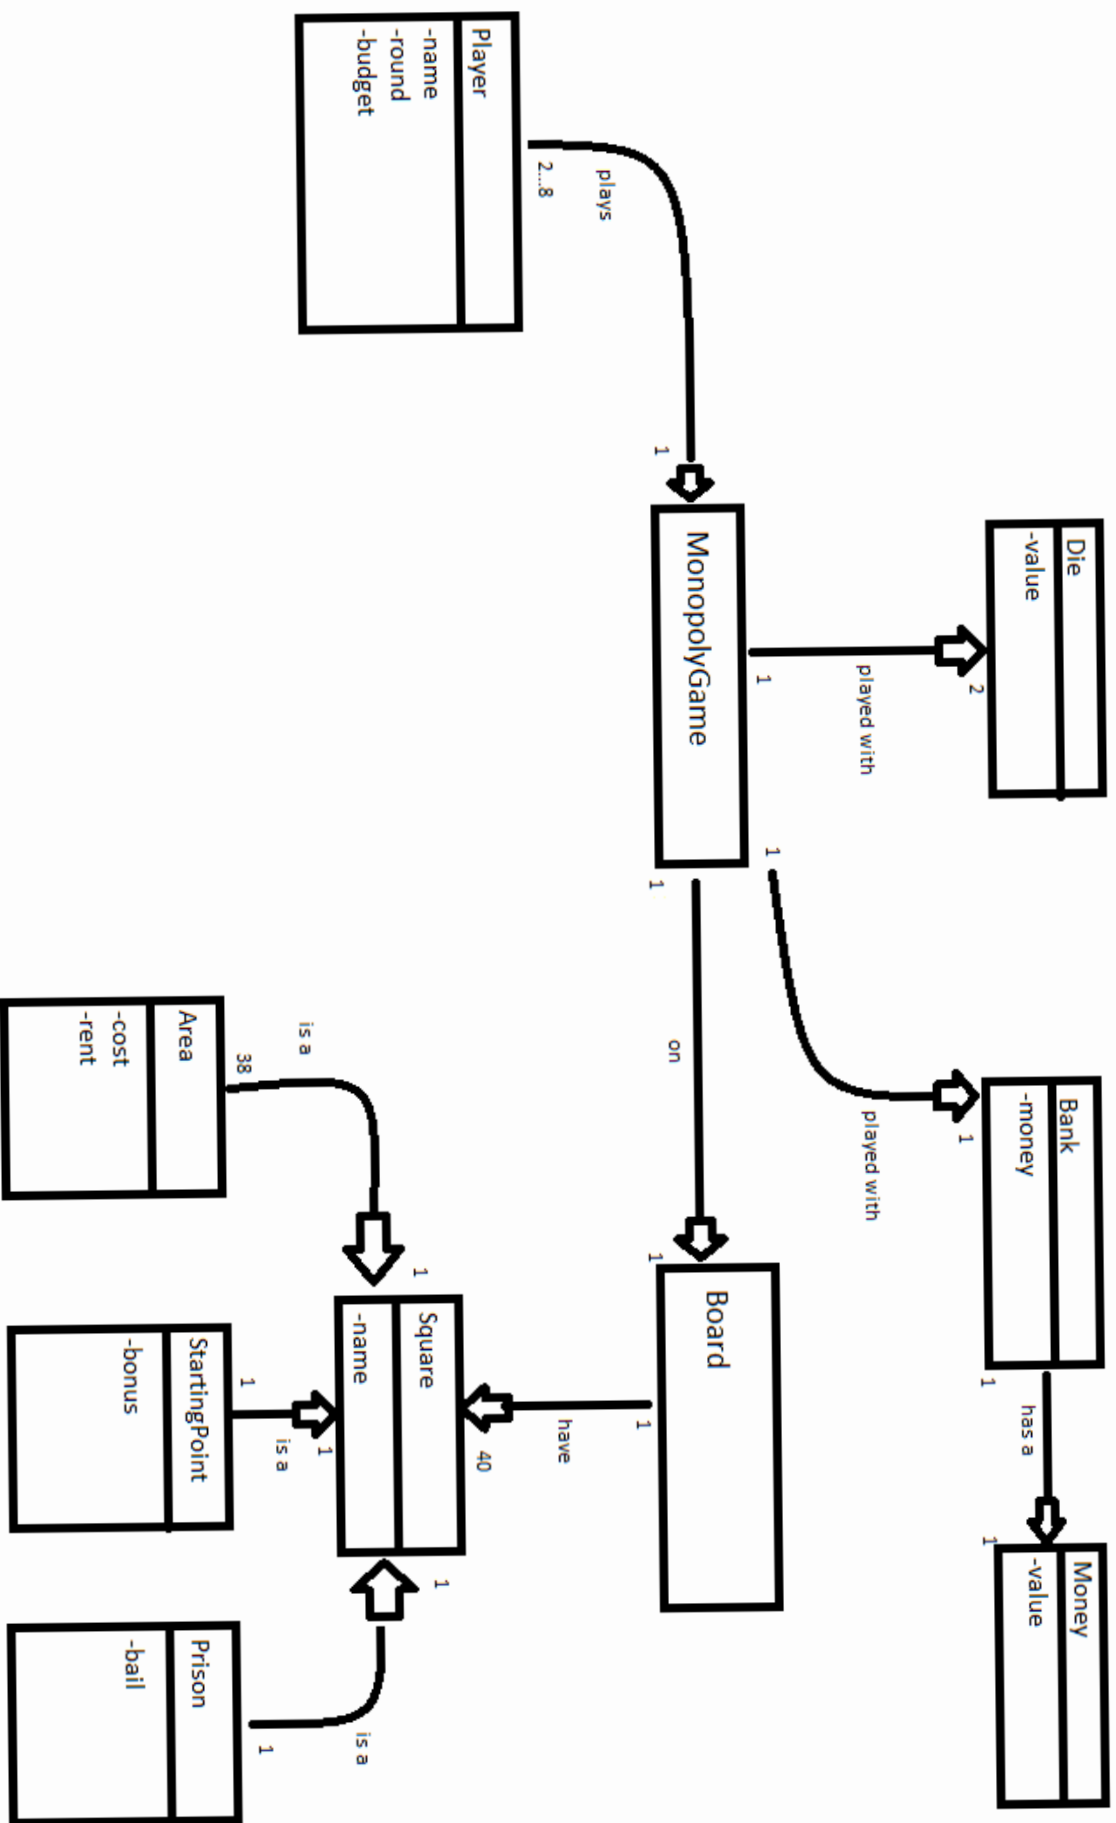 Die
-value
Bank
-money
Money
-value
2
played with
1
played with
1
has a
1
1
1
MonopolyGame
1
on
1
Board
1
plays
2...8
Player
-name
-round
-budget
1
have
40
1
Square
-name
1
is a
38
Area
-cost
-rent
1
is a
1
StartingPoint
-bonus
is a
1
Prison
-bail